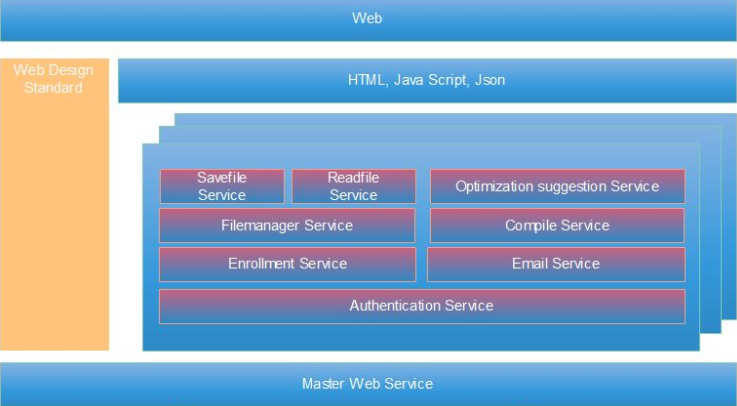 Web
Web Design
Standard
HTML, Java Script, Json
Savefile
Service
Readfile
Service
Optimization suggestion Service
Filemanager Service
Compile Service
Enrollment Service
Email Service
Authentication Service
Master Web Service